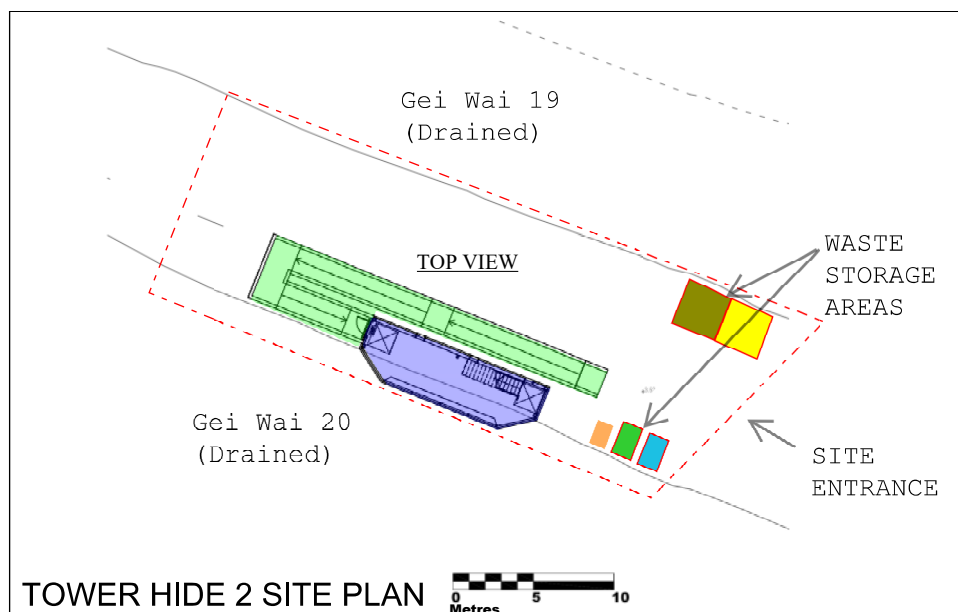 Gei Wai 19
(Drained)
WASTE
STORAGE
AREAS
TOP VIEW
Gei Wai 20
(Drained)
SITE
ENTRANCE
TOWER HIDE 2 SITE PLAN
0 5 10
Metres